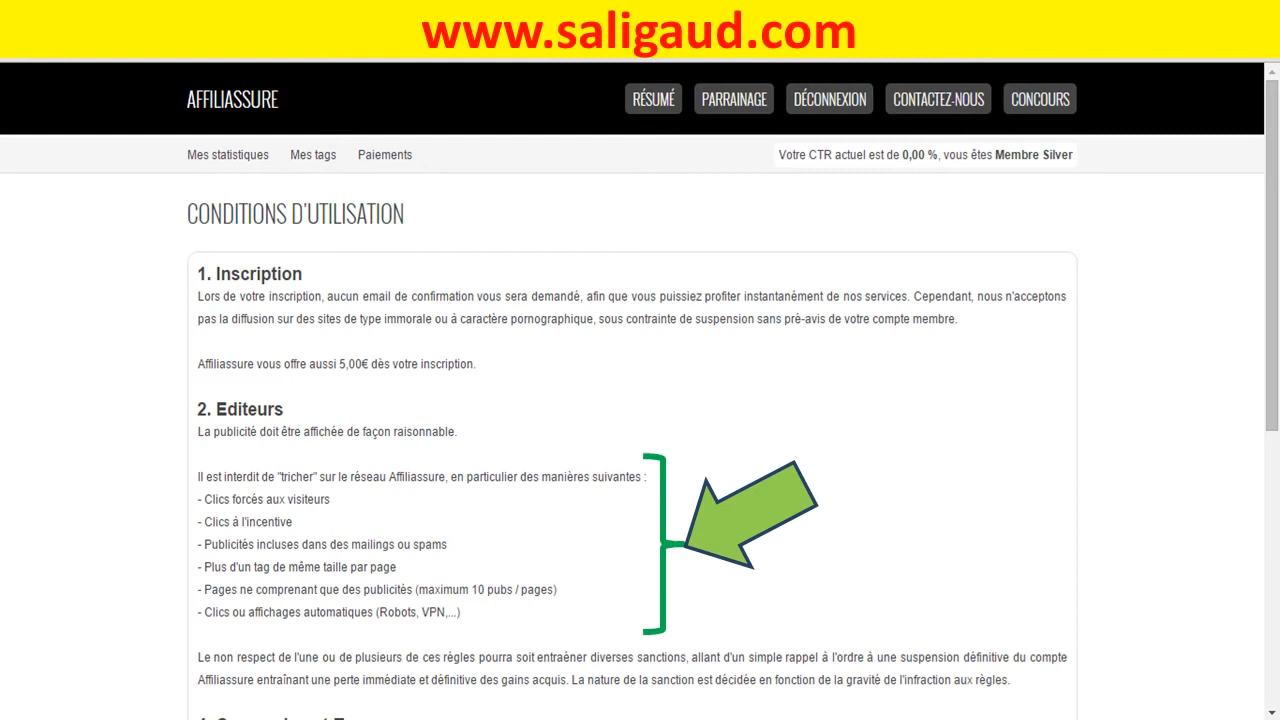 www.saligaud.com
AFFILIASSURE
RÉSUMÉ PARRAINAGE DÉCONNEXION CONTACTEZ-NOUS CONCOURS
Mes statistiques Mes tags Paiements Votre CTR actuel est de 0,00 %, vous êtes Membre Silver
CONDITIONS D'UTILISATION
1. Inscription
Lors de votre inscription, aucun email de confirmation vous sera demandé, afin que vous puissiez profiter instantanément de nos services. Cependant, nous n'acceptons
pas la diffusion sur des sites de type immorale ou à caractère pornographique, sous contrainte de suspension sans pré-avis de votre compte membre.
Affiliassure vous offre aussi 5,00€ dès votre inscription.
2. Editeurs
La publicité doit être affichée de façon raisonnable.
Il est interdit de "tricher" sur le réseau Affiliassure, en particulier des manières suivantes :
- Clics forcés aux visiteurs
- Clics à l'incentive
- Publicités incluses dans des mailings ou spams
- Plus d'un tag de même taille par page
- Pages ne comprenant que des publicités (maximum 10 pubs / pages)
- Clics ou affichages automatiques (Robots, VPN,...)
Le non respect de l'une ou de plusieurs de ces règles pourra soit entraéner diverses sanctions, allant d'un simple rappel à l'ordre à une suspension définitive du compte
Affiliassure entraînant une perte immédiate et définitive des gains acquis. La nature de la sanction est décidée en fonction de la gravité de l'infraction aux règles.